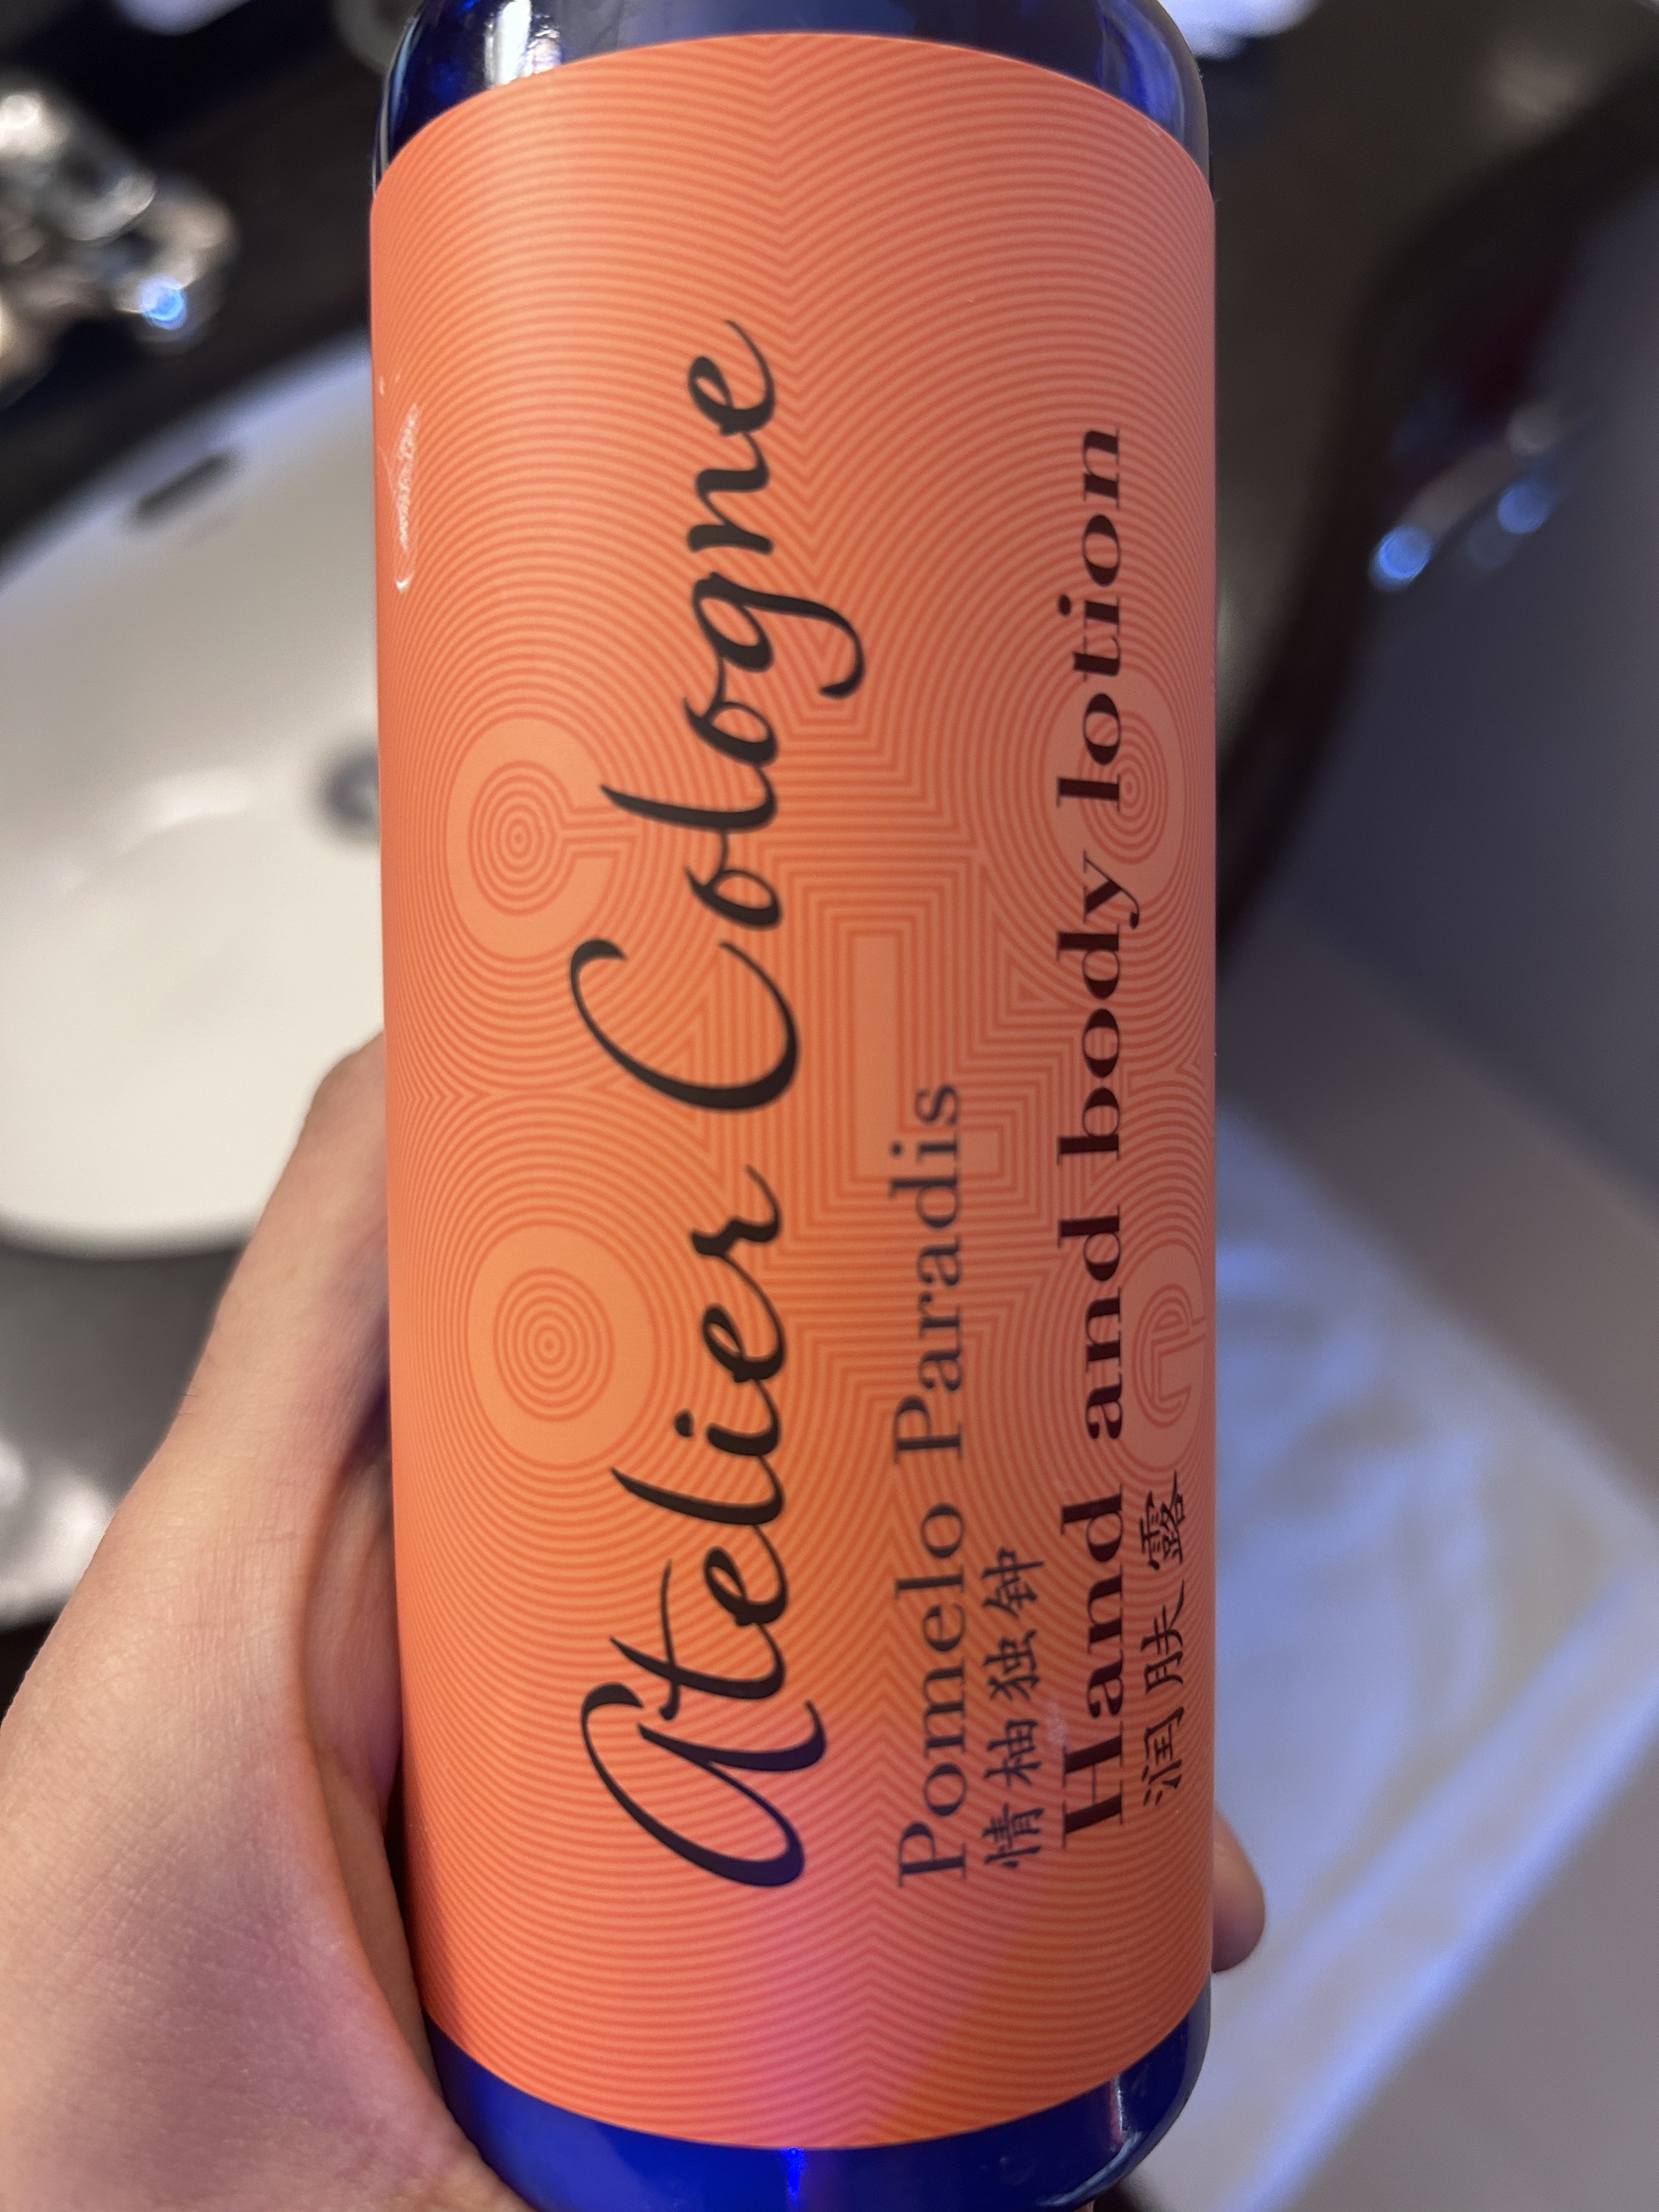 Atelier Cologne
Pomelo Paradis
情柚独钟
Hand and body lotion
润肤露